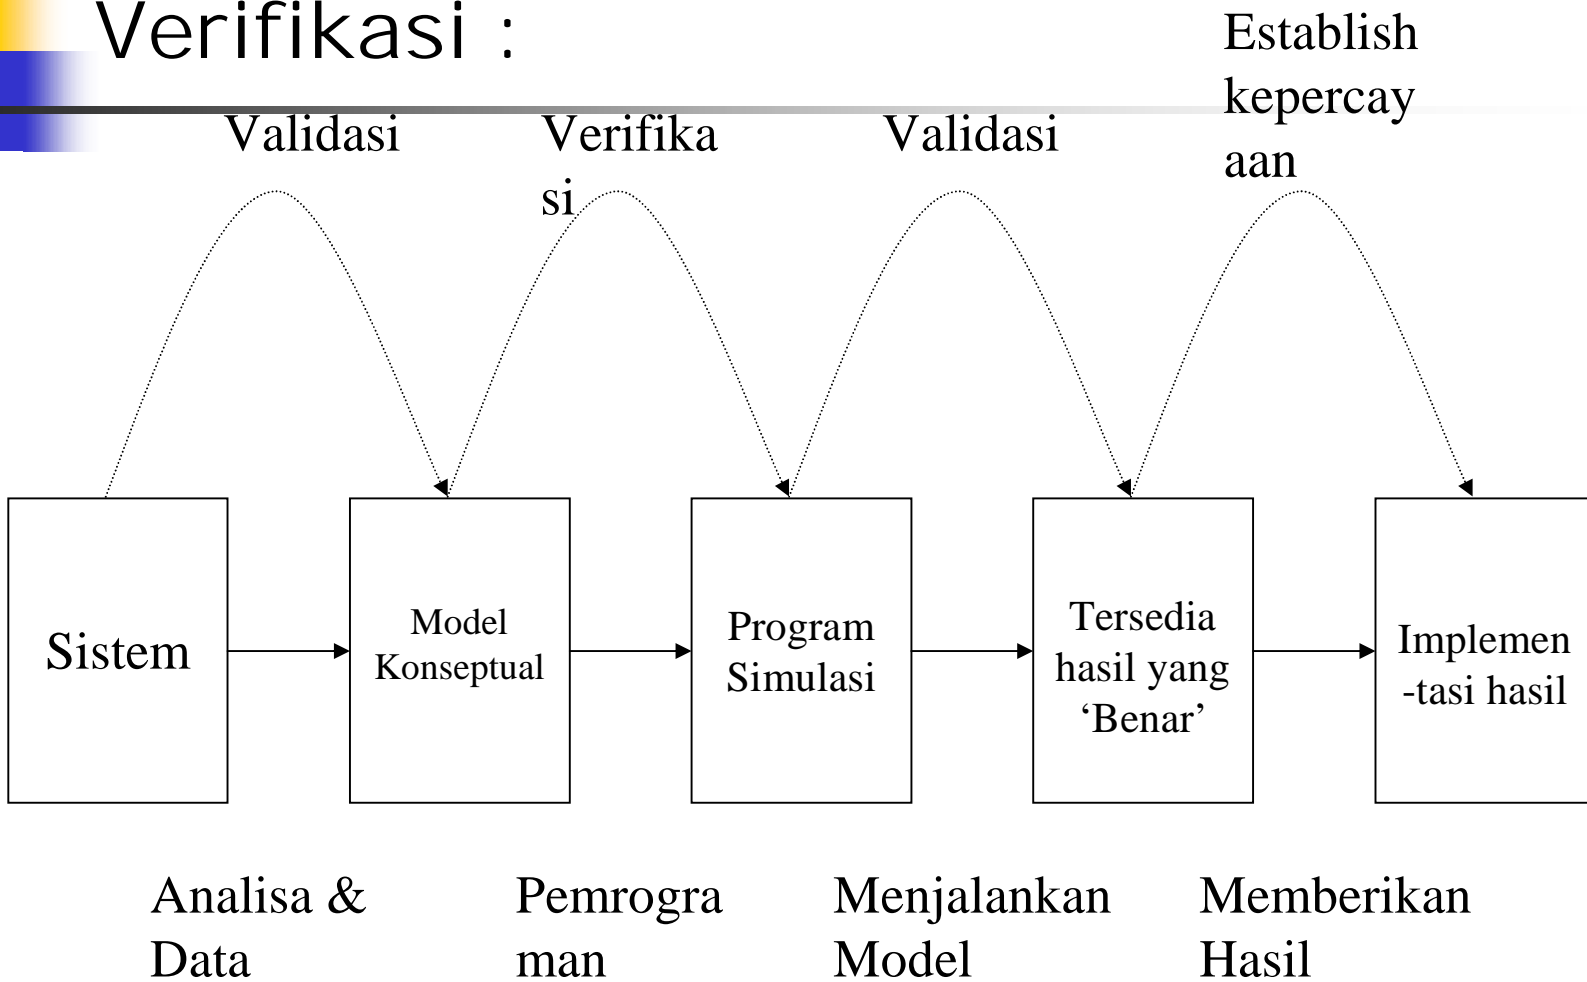 Verifikasi :
Establish
kepercay
aan
Validasi
Verifika
si
Validasi
Sistem
Model
Konseptual
Program
Simulasi
Tersedia
hasil yang
‘Benar’
Implemen
-tasi hasil
Analisa &
Data
Pemrogra
man
Menjalankan
Model
Memberikan
Hasil